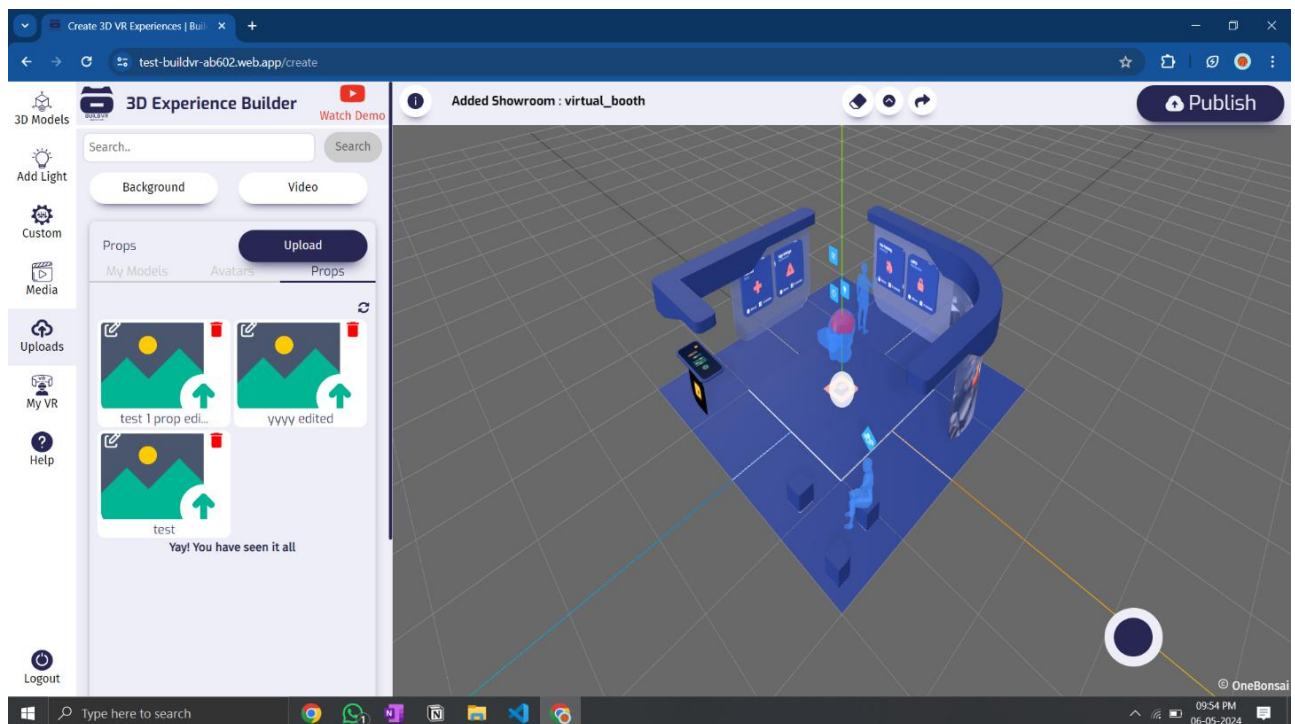 Create 3D VR Experiences | Buil
test-buildvr-ab602.web.app/create
3D Models
Add Light
Custom
Media
Uploads
My VR
Help
Logout
BUILDVR
3D Experience Builder
Watch Demo
Search..
Search
Background
Video
Props
Upload
My Models
Avatars
Props
test 1 prop edi...
yyyy edited
test
Yay! You have seen it all
Added Showroom : virtual_booth
Publish
© OneBonsai
Type here to search
09:54 PM
06-05-2024